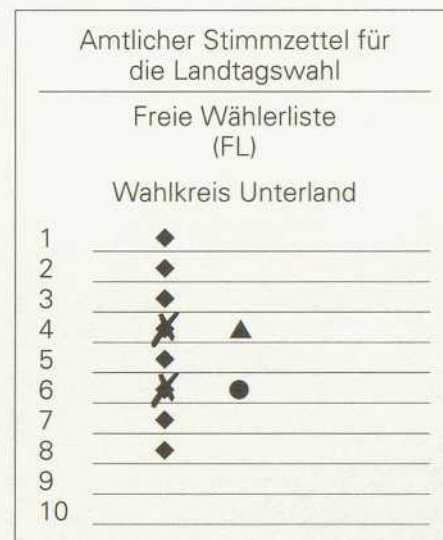 Amtlicher Stimmzettel für
die Landtagswahl
Freie Wählerliste
(FL)
Wahlkreis Unterland
1
2
3
4
5
6
7
8
9
10